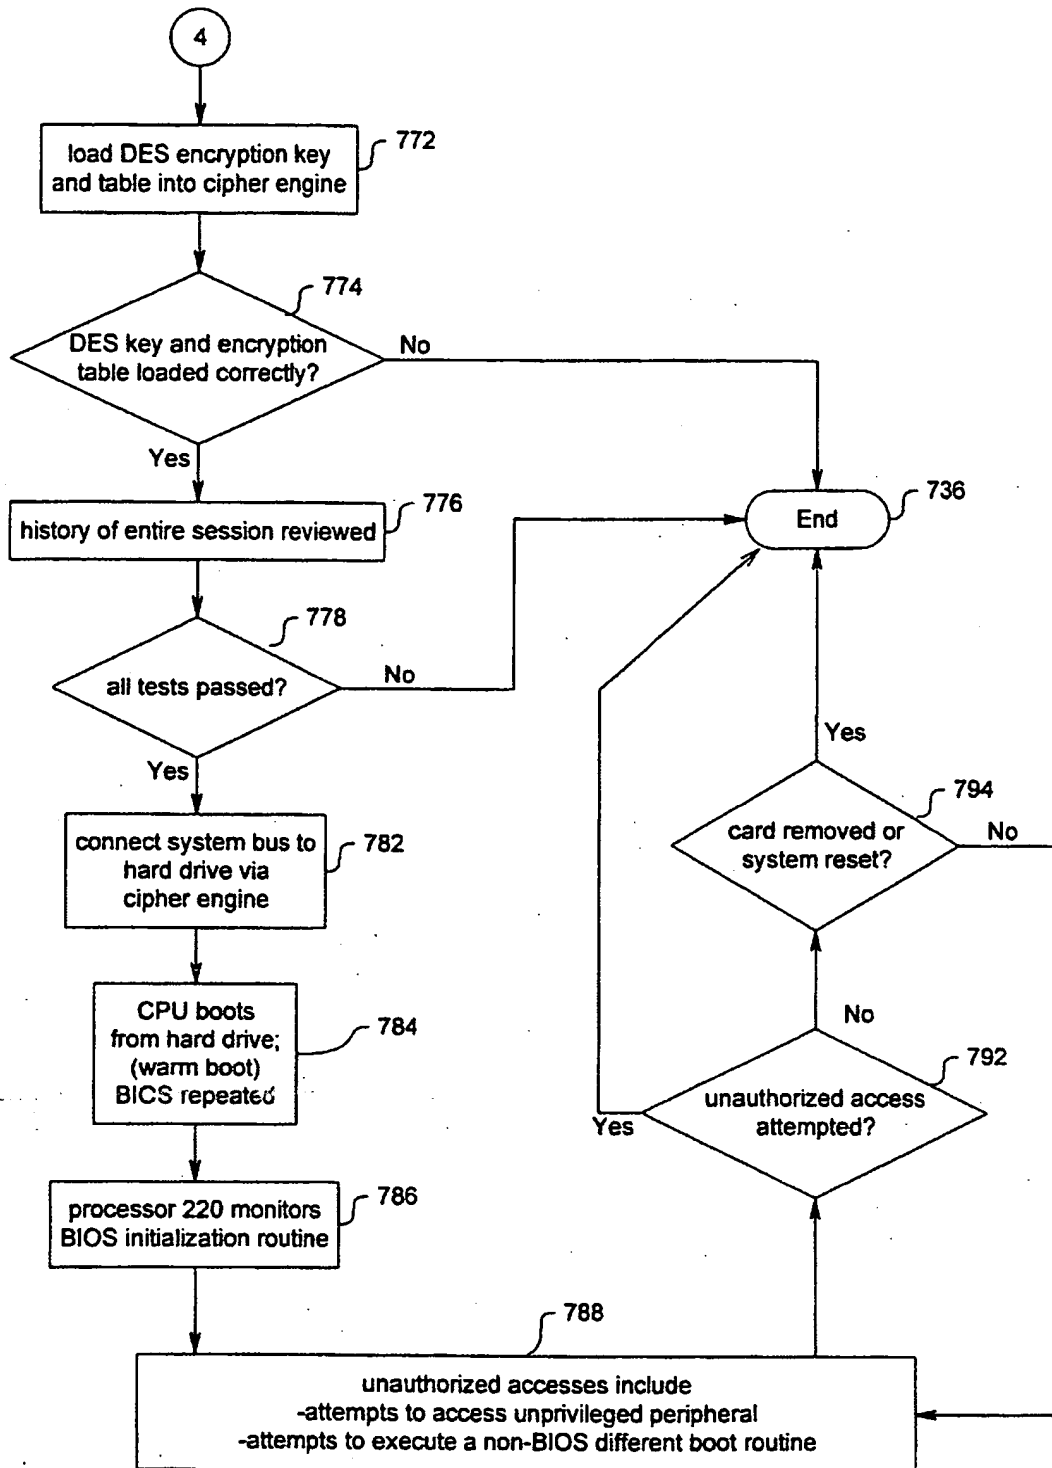 4
load DES encryption key
and table into cipher engine
772
774
DES key and encryption
table loaded correctly?
No
Yes
history of entire session reviewed
776
End
736
778
all tests passed?
No
Yes
connect system bus to
hard drive via
cipher engine
782
Yes
794
card removed or
system reset?
No
CPU boots
from hard drive;
(warm boot)
BICS repeated
784
No
792
unauthorized access
attempted?
Yes
processor 220 monitors
BIOS initialization routine
786
788
unauthorized accesses include
-attempts to access unprivileged peripheral
-attempts to execute a non-BIOS different boot routine